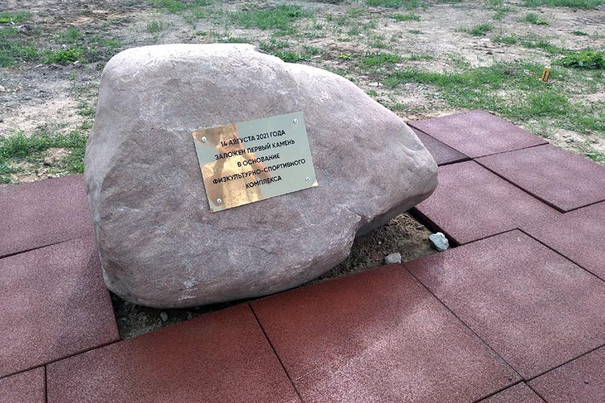 14 АВГУСТА 2021 ГОДА
ЗАЛОЖЕН ПЕРВЫЙ КАМЕНЬ
В ОСНОВАНИЕ
ФИЗКУЛЬТУРНО-СПОРТИВНОГО
КОМПЛЕКСА